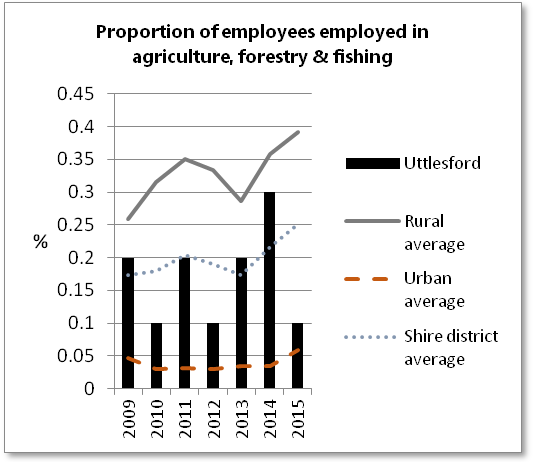 Proportion of employees employed in
agriculture, forestry & fishing
0.45
0.4
0.35
0.3
0.25
0.2
0.15
0.1
0.05
0
%
2009
2010
2011
2012
2013
2014
2015
Uttlesford
Rural
average
Urban
average
Shire district
average